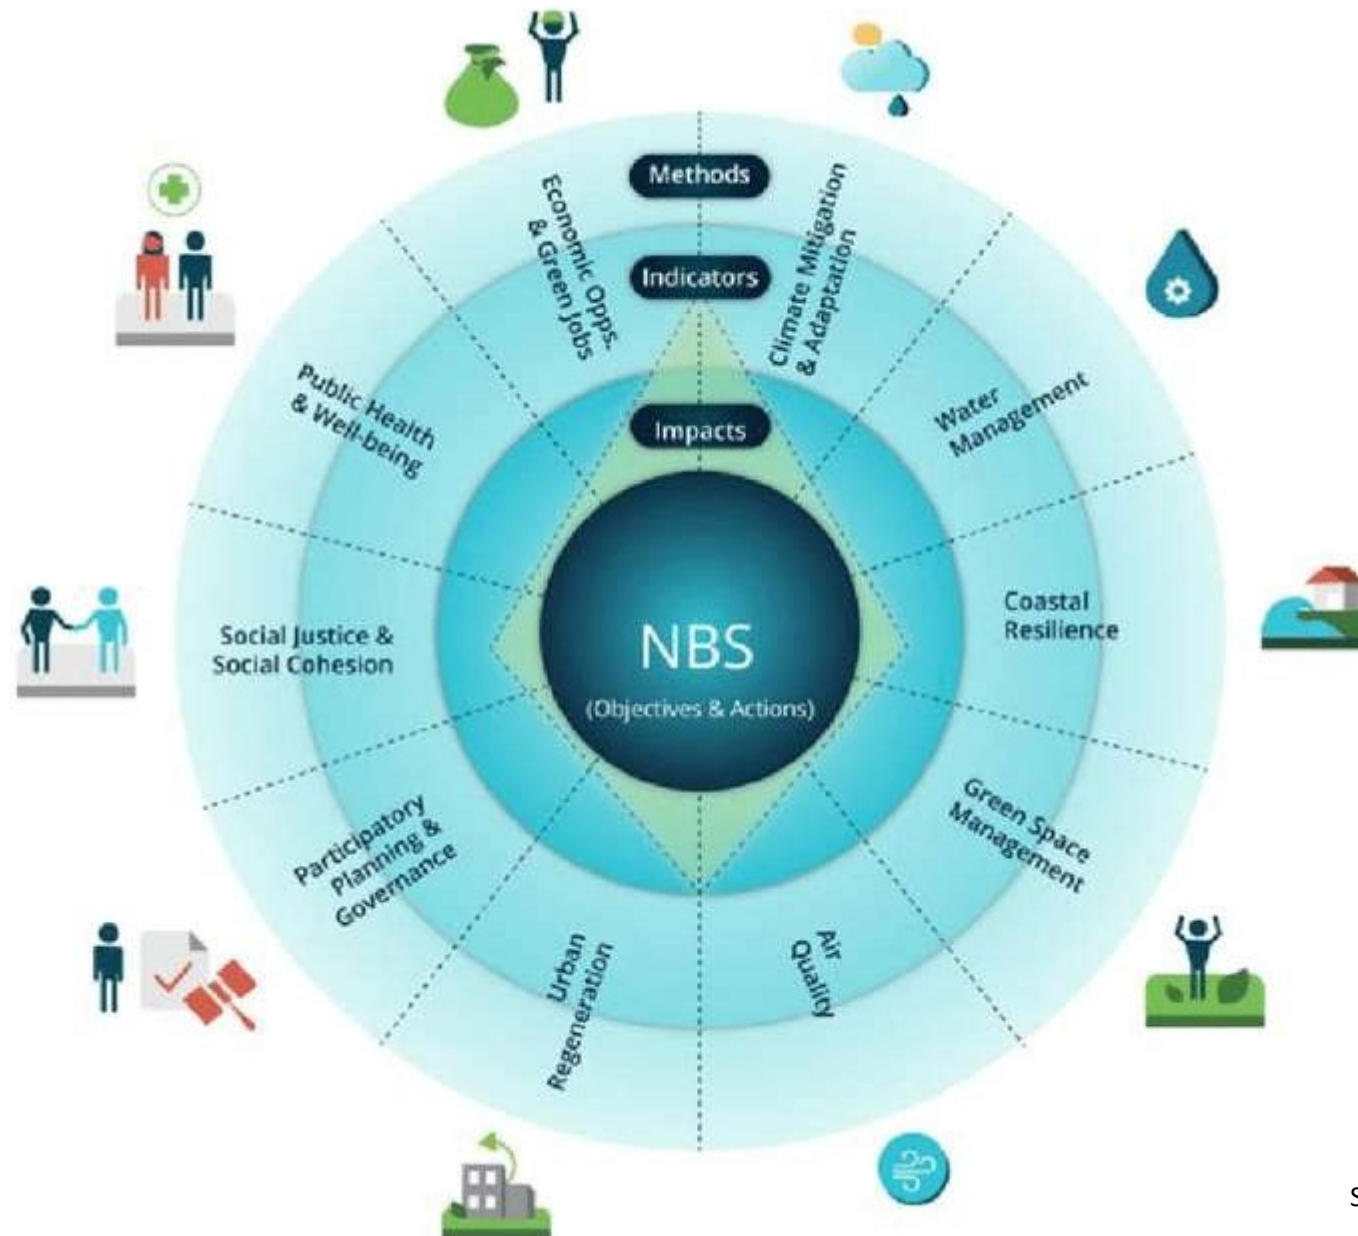 Methods
Indicators
Impacts
NBS
(Objectives & Actions)
Climate Mitigation
& Adaptation
Water
Management
Coastal
Resilience
Green Space
Management
Air
Quality
Urban
Regeneration
Participatory
Planning &
Governance
Social Justice &
Social Cohesion
Public Health
& Well-being
Economic Opps.
& Green Jobs
S